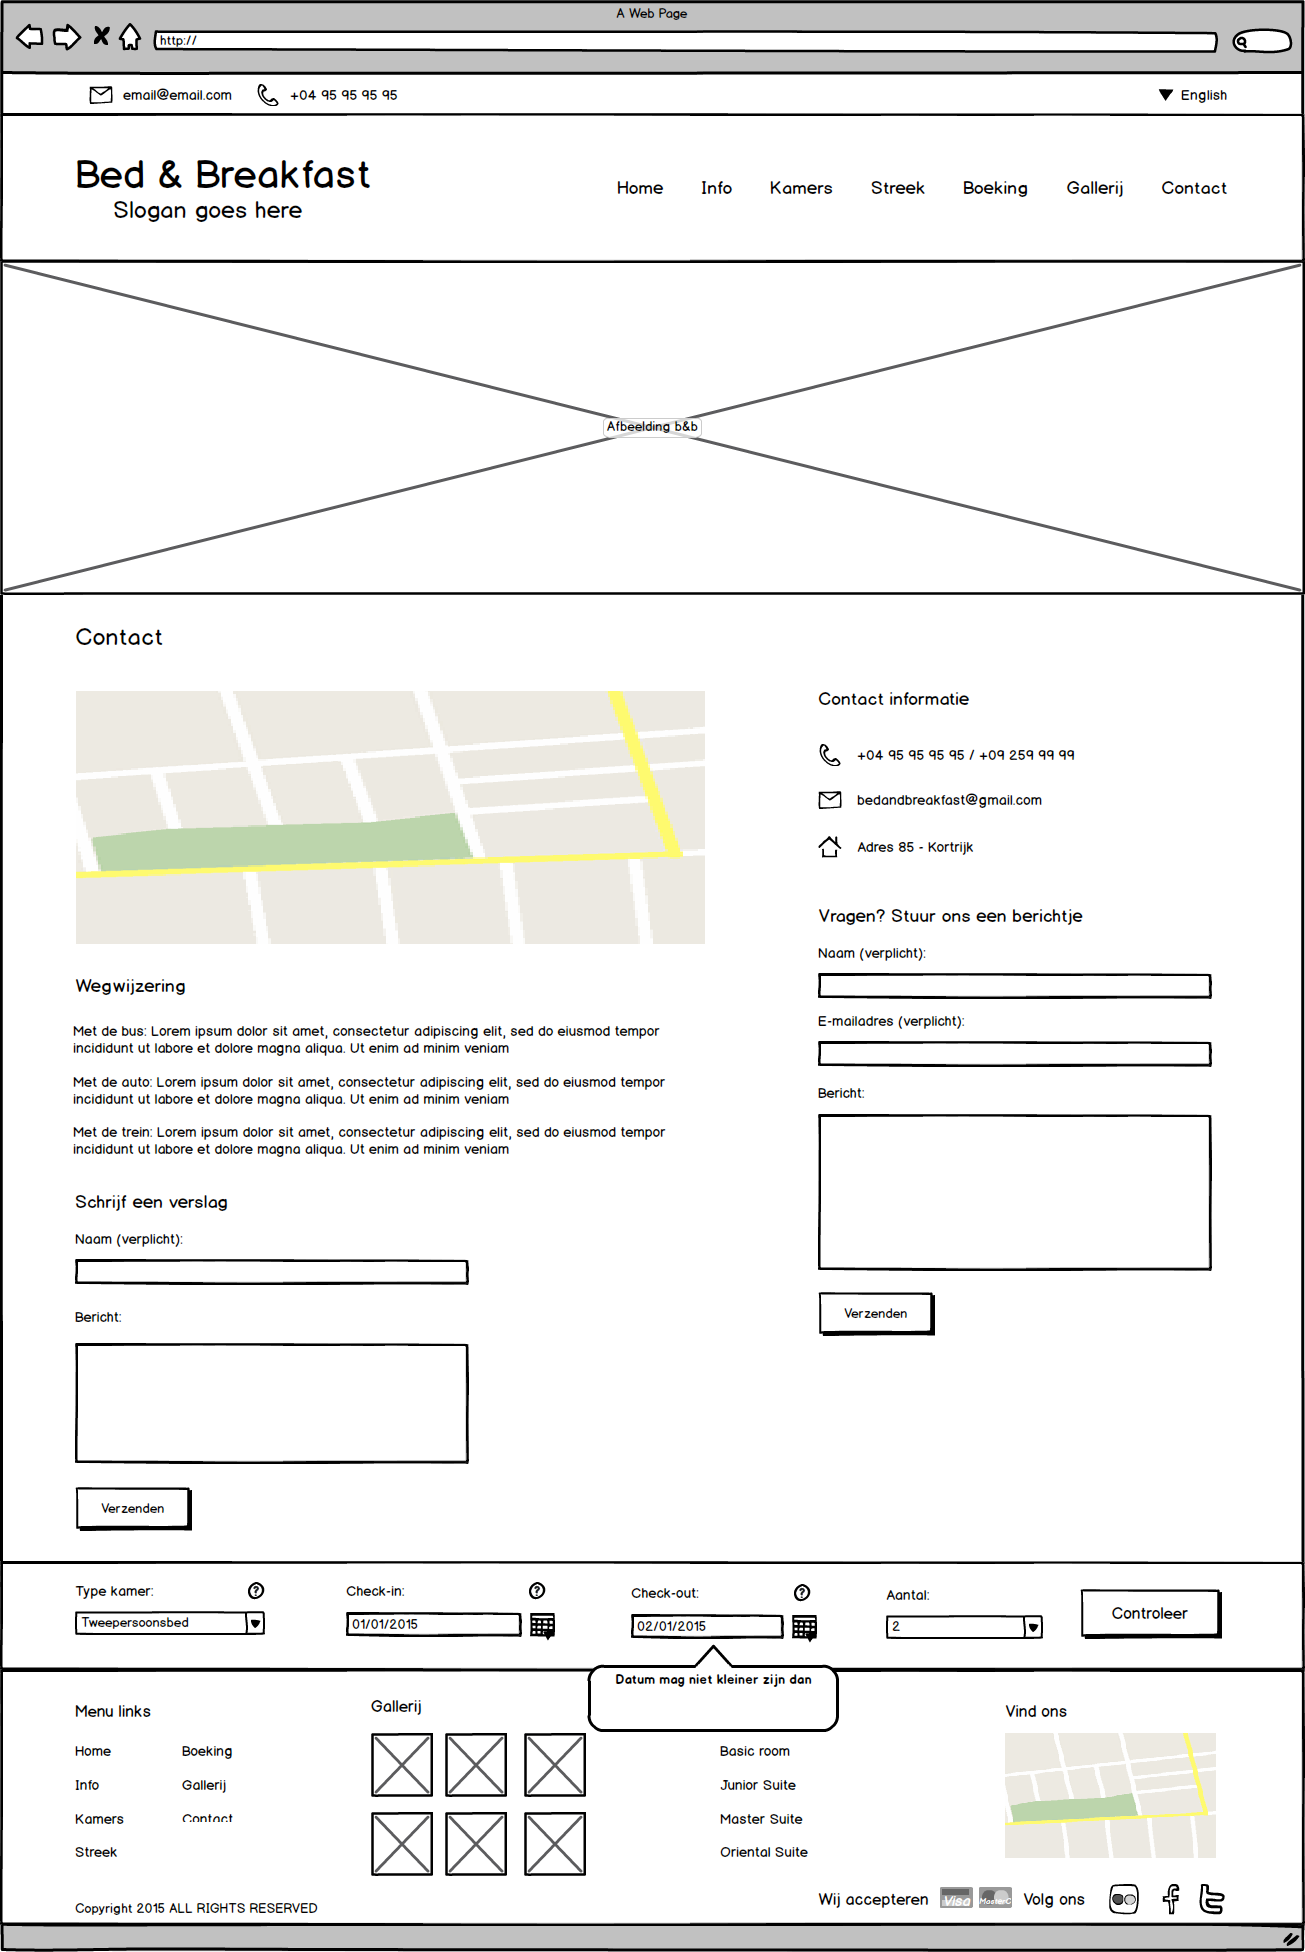 A Web Page
http://
email@email.com
+04 95 95 95 95
English
Bed & Breakfast
Slogan goes here
Home
Info
Kamers
Streek
Boeking
Gallerij
Contact
Afbeelding b&b
Contact
Wegwijzering
Met de bus: Lorem ipsum dolor sit amet, consectetur adipiscing elit, sed do eiusmod tempor
incididunt ut labore et dolore magna aliqua. Ut enim ad minim veniam
Met de auto: Lorem ipsum dolor sit amet, consectetur adipiscing elit, sed do eiusmod tempor
incididunt ut labore et dolore magna aliqua. Ut enim ad minim veniam
Met de trein: Lorem ipsum dolor sit amet, consectetur adipiscing elit, sed do eiusmod tempor
incididunt ut labore et dolore magna aliqua. Ut enim ad minim veniam
Schrijf een verslag
Naam (verplicht):
Bericht:
Verzenden
Contact informatie
+04 95 95 95 95 / +09 259 99 99
bedandbreakfast@gmail.com
Adres 85 - Kortrijk
Vragen? Stuur ons een berichtje
Naam (verplicht):
E-mailadres (verplicht):
Bericht:
Verzenden
Type kamer:
?
Tweepersoonsbed
Check-in:
?
01/01/2015
Check-out:
?
02/01/2015
Aantal:
2
Controleer
Datum mag niet kleiner zijn dan
Menu links
Home
Info
Kamers
Streek
Boeking
Gallerij
Contact
Gallerij
Basic room
Junior Suite
Master Suite
Oriental Suite
Vind ons
Copyright 2015 ALL RIGHTS RESERVED
Wij accepteren
Visa
MasterC
Volg ons